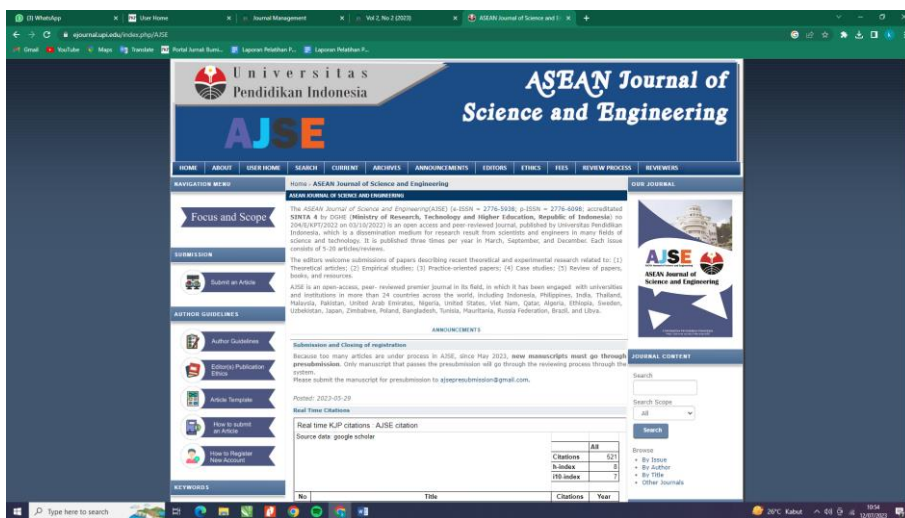 (3) WhatsApp
User Home
Journal Management
Vol 2, No 2 (2023)
ASEAN Journal of Science and E
ejournal.upi.edu/index.php/AJSE
Gmail
YouTube
Maps
Translate
Portal Jurnal Bumi...
Laporan Pelatihan P...
Laporan Pelatihan P...
Universitas
Pendidikan Indonesia
AJSE
ASEAN Journal of
Science and Engineering
HOME ABOUT USER HOME SEARCH CURRENT ARCHIVES ANNOUNCEMENTS EDITORS ETHICS FEES REVIEW PROCESS REVIEWERS
NAVIGATION MENU
Focus and Scope
SUBMISSION
Submit an Article
AUTHOR GUIDELINES
Author Guidelines
Editor(s) Publication
Ethics
Article Template
How to submit
an Article
How to Register
New Account
KEYWORDS
Home > ASEAN Journal of Science and Engineering
ASEAN JOURNAL OF SCIENCE AND ENGINEERING
The ASEAN Journal of Science and Engineering(AJSE) (e-ISSN = 2776-5938; p-ISSN = 2776-6098; accredited
SINTA 4 by DGHE (Ministry of Research, Technology and Higher Education, Republic of Indonesia) no
204/E/KPT/2022 on 03/10/2022) is an open access and peer-reviewed journal, published by Universitas Pendidikan
Indonesia, which is a dissemination medium for research result from scientists and engineers in many fields of
science and technology. It is published three times per year in March, September, and December. Each issue
consists of 5-20 articles/reviews.
The editors welcome submissions of papers describing recent theoretical and experimental research related to: (1)
Theoretical articles; (2) Empirical studies; (3) Practice-oriented papers; (4) Case studies; (5) Review of papers,
books, and resources.
AJSE is an open-access, peer- reviewed premier journal in its field, in which it has been engaged with universities
and institutions in more than 24 countries across the world, including Indonesia, Philippines, India, Thailand,
Malaysia, Pakistan, United Arab Emirates, Nigeria, United States, Viet Nam, Qatar, Algeria, Ethiopia, Sweden,
Uzbekistan, Japan, Zimbabwe, Poland, Bangladesh, Tunisia, Mauritania, Russia Federation, Brazil, and Libya.
ANNOUNCEMENTS
Submission and Closing of registration
Because too many articles are under process in AJSE, since May 2023, new manuscripts must go through
presubmission. Only manuscript that passes the presubmission will go through the reviewing process through the
system.
Please submit the manuscript for presubmission to ajsepresubmission@gmail.com.
Posted: 2023-05-29
Real Time Citations
Real time KJP citations : AJSE citation
Source data: google scholar
All
Citations 521
h-index 8
i10-index 7
No Title Citations Year
OUR JOURNAL
AJSE
ASEAN Journal of
Science and Engineering
JOURNAL CONTENT
Search
Search Scope
All
Search
Browse
By Issue
By Author
By Title
Other Journals
Type here to search
26°C Kabut
10:54
12/07/2023